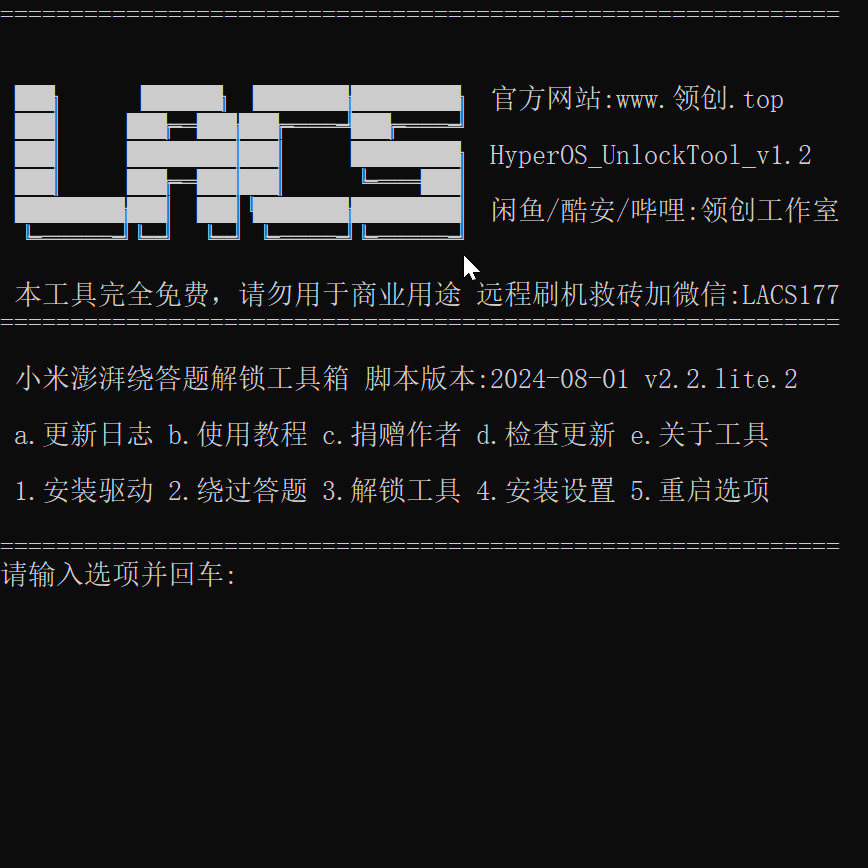 LACS
官方网站:www.领创.top
HyperOS_UnlockTool_v1.2
闲鱼/酷安/哔哩:领创工作室
本工具完全免费，请勿用于商业用途 远程刷机救砖加微信:LACS177
小米澎湃绕答题解锁工具箱 脚本版本:2024-08-01 v2.2.lite.2
a.更新日志 b.使用教程 c.捐赠作者 d.检查更新 e.关于工具
1.安装驱动 2.绕过答题 3.解锁工具 4.安装设置 5.重启选项
请输入选项并回车: